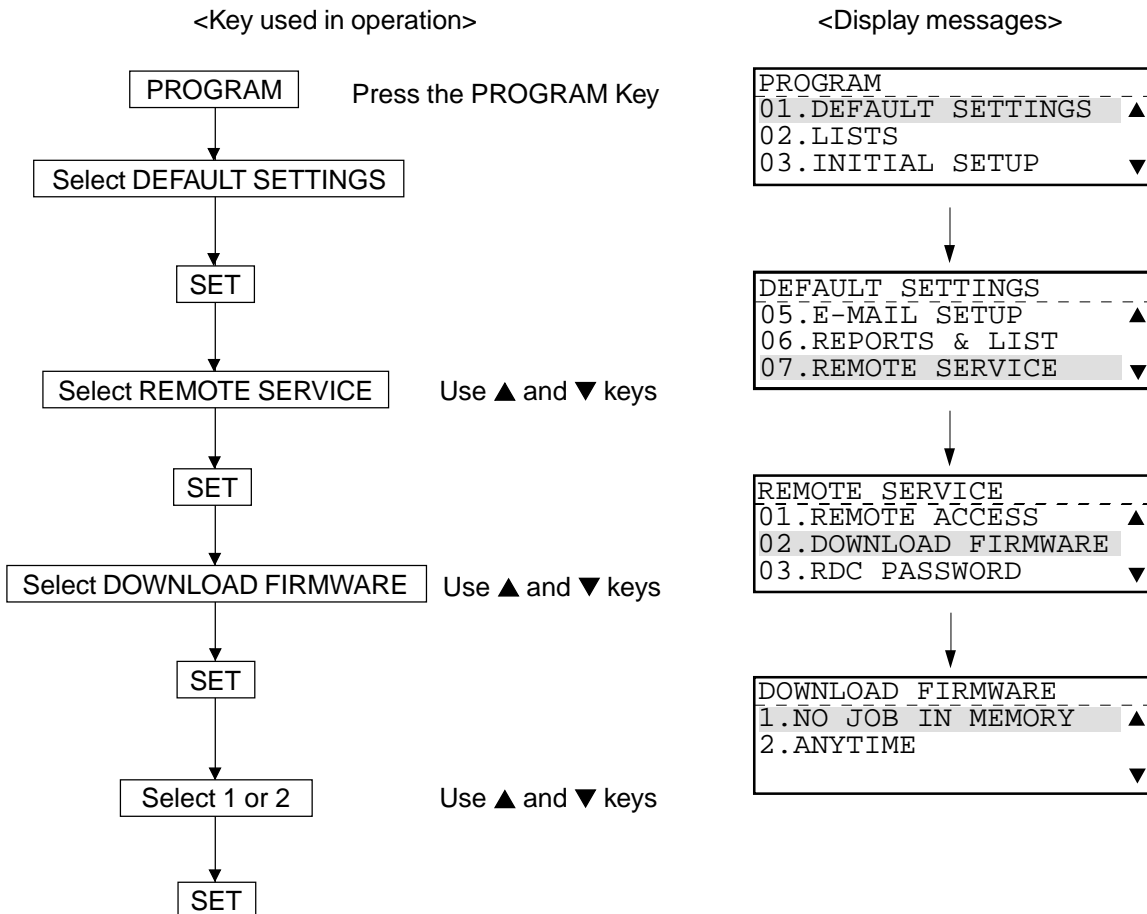 <Key used in operation>
<Display messages>
PROGRAM
Press the PROGRAM Key
Select DEFAULT SETTINGS
SET
Select REMOTE SERVICE
Use ▲ and ▼ keys
SET
Select DOWNLOAD FIRMWARE
Use ▲ and ▼ keys
SET
Select 1 or 2
Use ▲ and ▼ keys
SET
PROGRAM
01.DEFAULT SETTINGS ▲
02.LISTS
03.INITIAL SETUP ▼
DEFAULT SETTINGS
05.E-MAIL SETUP ▲
06.REPORTS & LIST
07.REMOTE SERVICE ▼
REMOTE SERVICE
01.REMOTE ACCESS ▲
02.DOWNLOAD FIRMWARE
03.RDC PASSWORD ▼
DOWNLOAD FIRMWARE
1.NO JOB IN MEMORY ▲
2.ANYTIME
▼